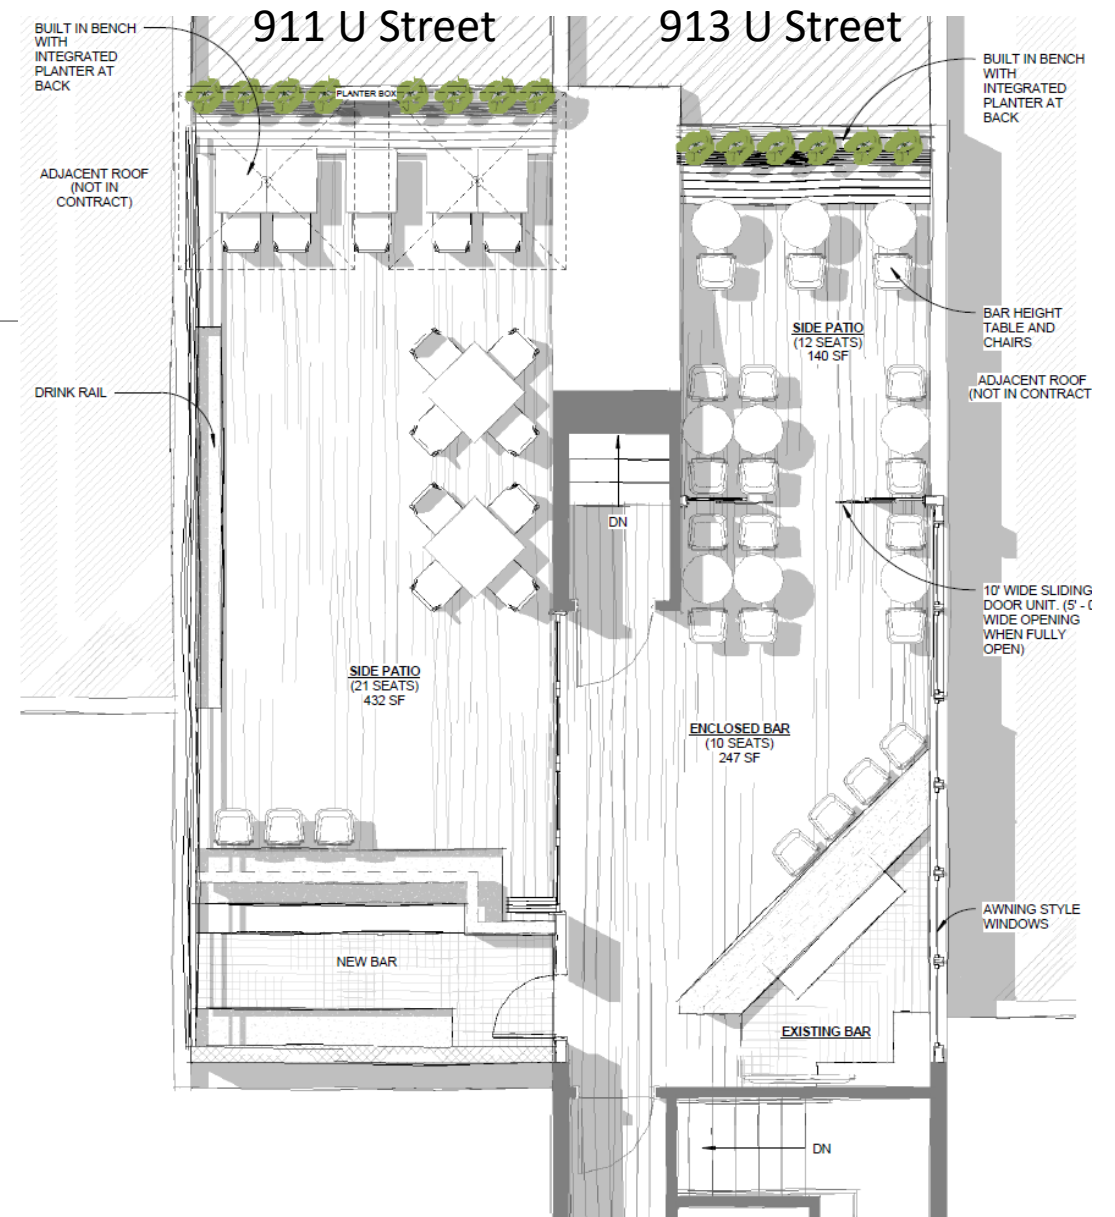 911 U Street
913 U Street
BUILT IN BENCH
WITH
INTEGRATED
PLANTER AT
BACK
PLANTER BOX
BUILT IN BENCH
WITH
INTEGRATED
PLANTER AT
BACK
ADJACENT ROOF
(NOT IN
CONTRACT)
BAR HEIGHT
TABLE AND
CHAIRS
SIDE PATIO
(12 SEATS)
140 SF
ADJACENT ROOF
(NOT IN CONTRACT
DRINK RAIL
DN
10' WIDE SLIDING
DOOR UNIT. (5' - 0
WIDE OPENING
WHEN FULLY
OPEN)
SIDE PATIO
(21 SEATS)
432 SF
ENCLOSED BAR
(10 SEATS)
247 SF
AWNING STYLE
WINDOWS
NEW BAR
EXISTING BAR
DN